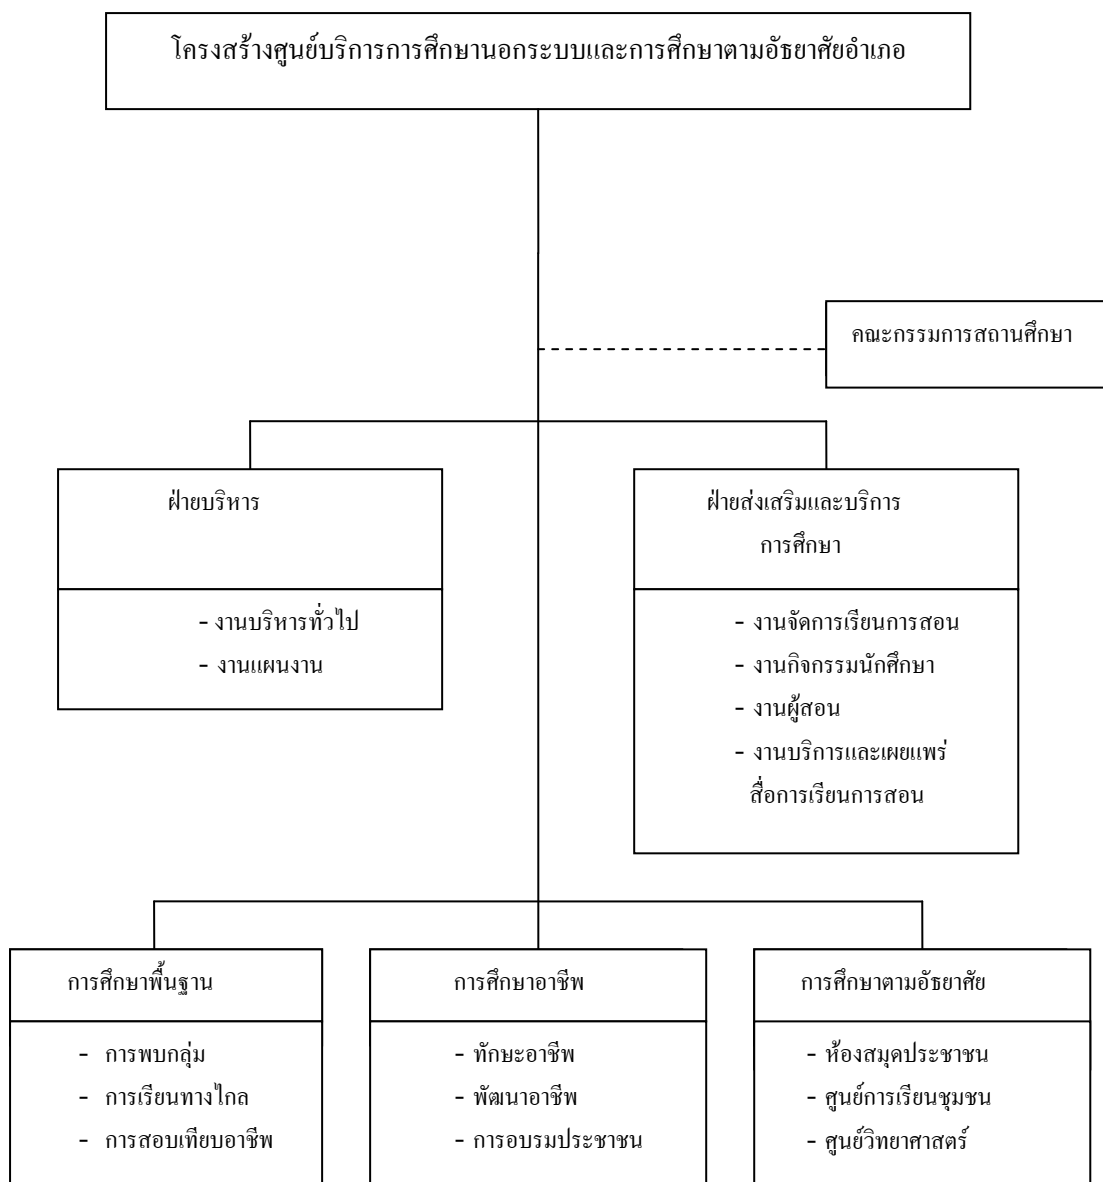 โครงสร้างศูนย์บริการการศึกษานอกระบบและการศึกษาตามอัธยาศัยอำเภอ
คณะกรรมการสถานศึกษา
ฝ่ายบริหาร
- งานบริหารทั่วไป
- งานแผนงาน
ฝ่ายส่งเสริมและบริการ
การศึกษา
- งานจัดการเรียนการสอน
- งานกิจกรรมนักศึกษา
- งานผู้สอน
- งานบริการและเผยแพร่
สื่อการเรียนการสอน
การศึกษาพื้นฐาน
- การพบกลุ่ม
- การเรียนทางไกล
- การสอบเทียบอาชีพ
การศึกษาอาชีพ
- ทักษะอาชีพ
- พัฒนาอาชีพ
- การอบรมประชาชน
การศึกษาตามอัธยาศัย
- ห้องสมุดประชาชน
- ศูนย์การเรียนชุมชน
- ศูนย์วิทยาศาสตร์